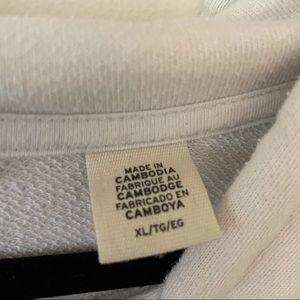 MADE IN
CAMBODIA
FABRIQUE AU
CAMBODGE
FABRICADO EN
CAMBOYA
XL/TG/EG